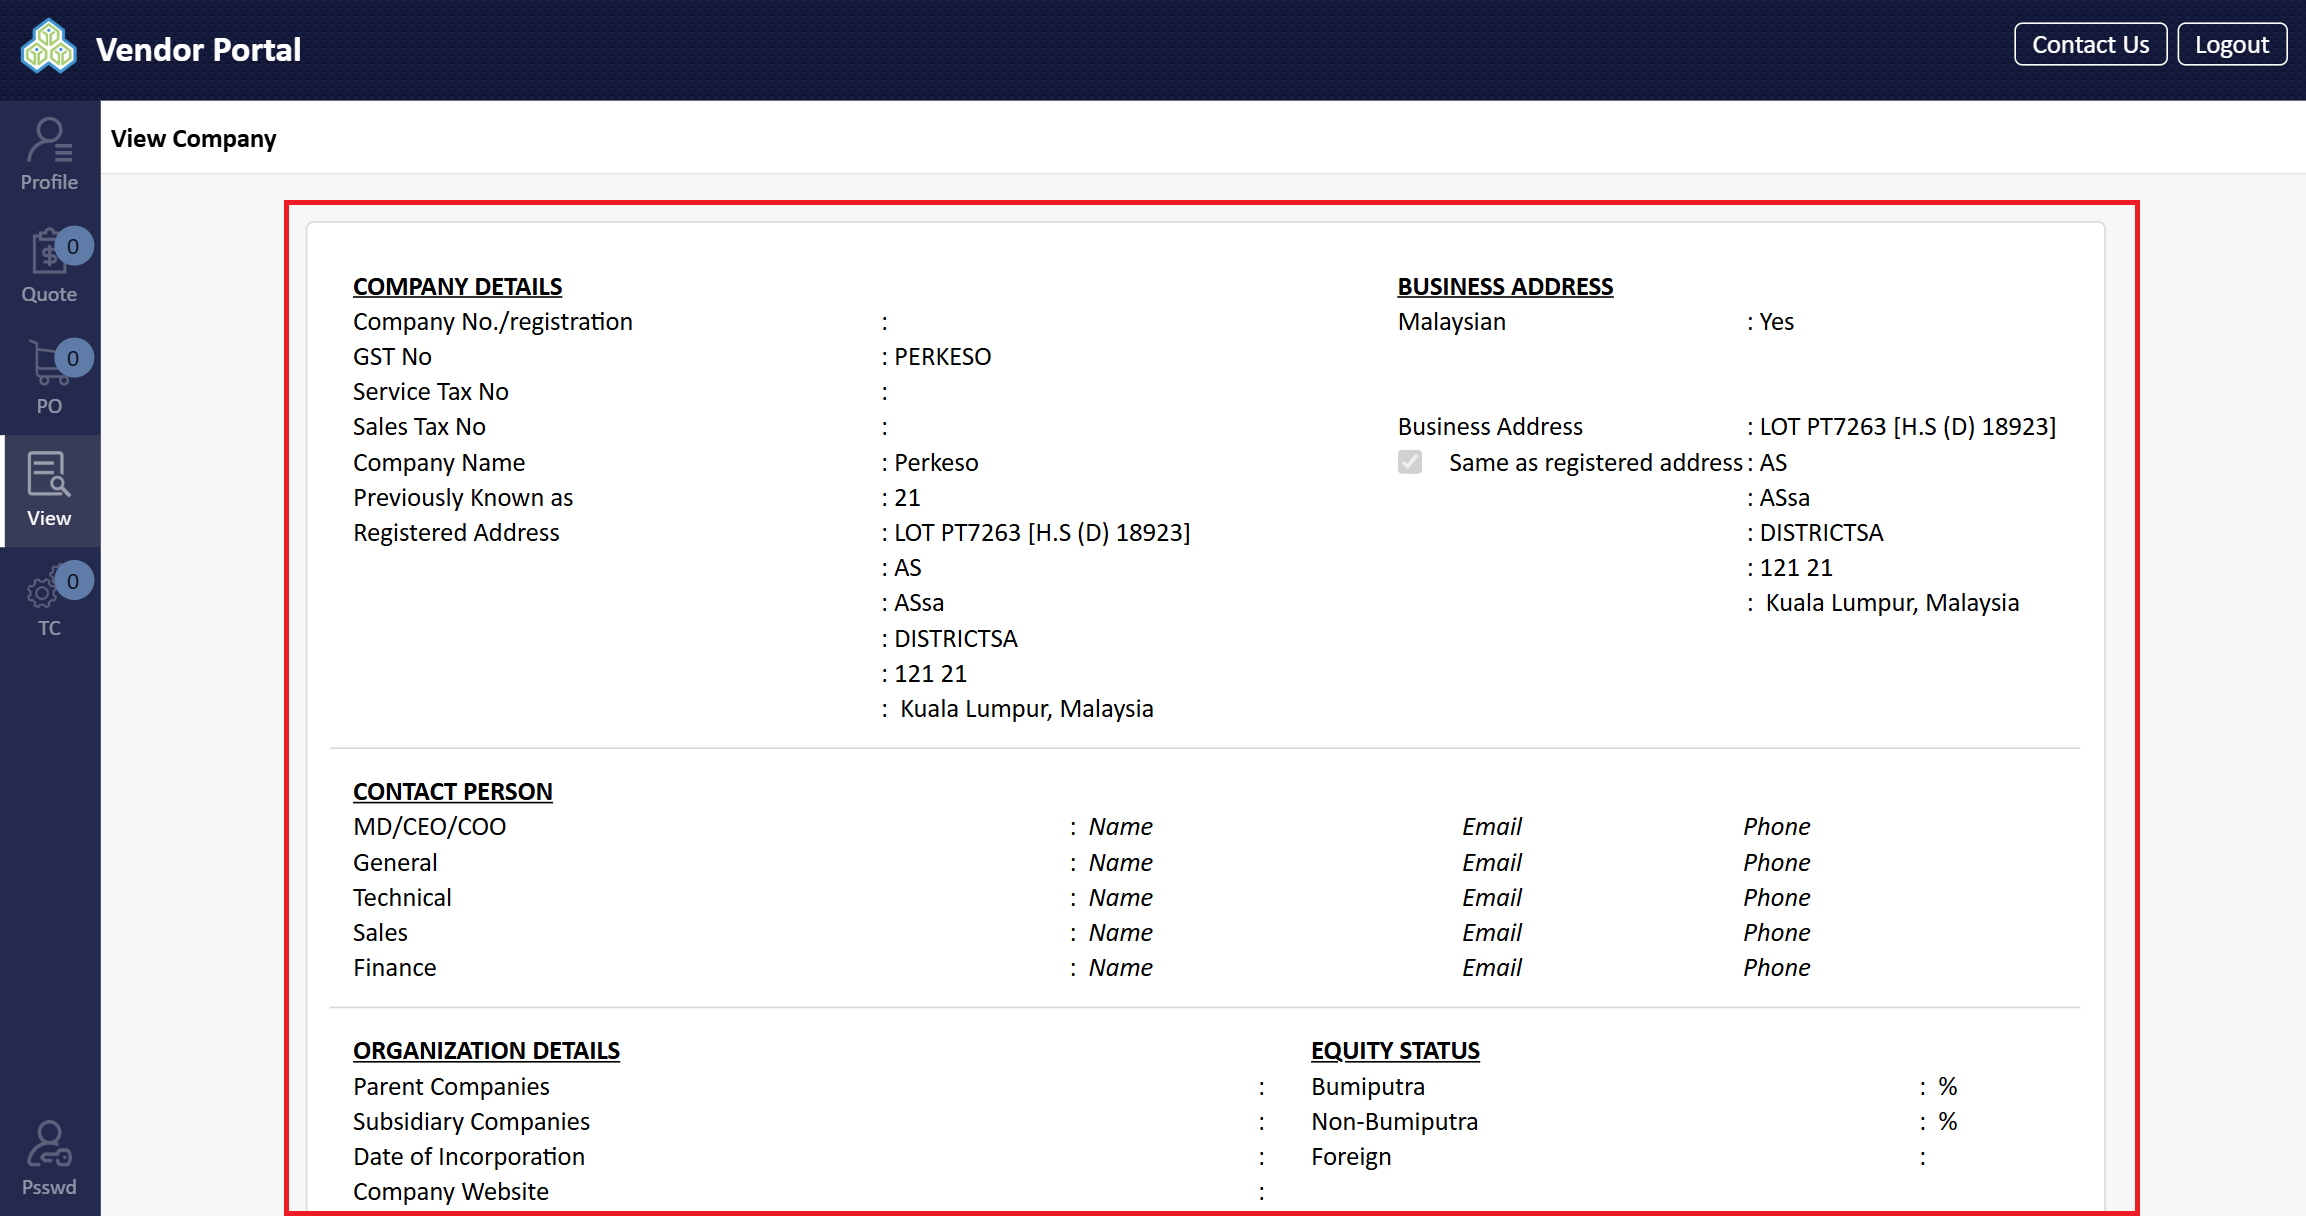 Vendor Portal
Contact Us
Logout
Profile
0
Quote
0
PO
View
0
TC
Psswd
View Company
COMPANY DETAILS
Company No./registration :
GST No : PERKESO
Service Tax No :
Sales Tax No :
Company Name : Perkeso
Previously Known as : 21
Registered Address : LOT PT7263 [H.S (D) 18923]
: AS
: ASsa
: DISTRICTSA
: 121 21
: Kuala Lumpur, Malaysia
BUSINESS ADDRESS
Malaysian : Yes
Business Address : LOT PT7263 [H.S (D) 18923]
Same as registered address : AS
: ASsa
: DISTRICTSA
: 121 21
: Kuala Lumpur, Malaysia
CONTACT PERSON
MD/CEO/COO : Name Email Phone
General : Name Email Phone
Technical : Name Email Phone
Sales : Name Email Phone
Finance : Name Email Phone
ORGANIZATION DETAILS
Parent Companies :
Subsidiary Companies :
Date of Incorporation :
Company Website :
EQUITY STATUS
Bumiputra : %
Non-Bumiputra : %
Foreign :